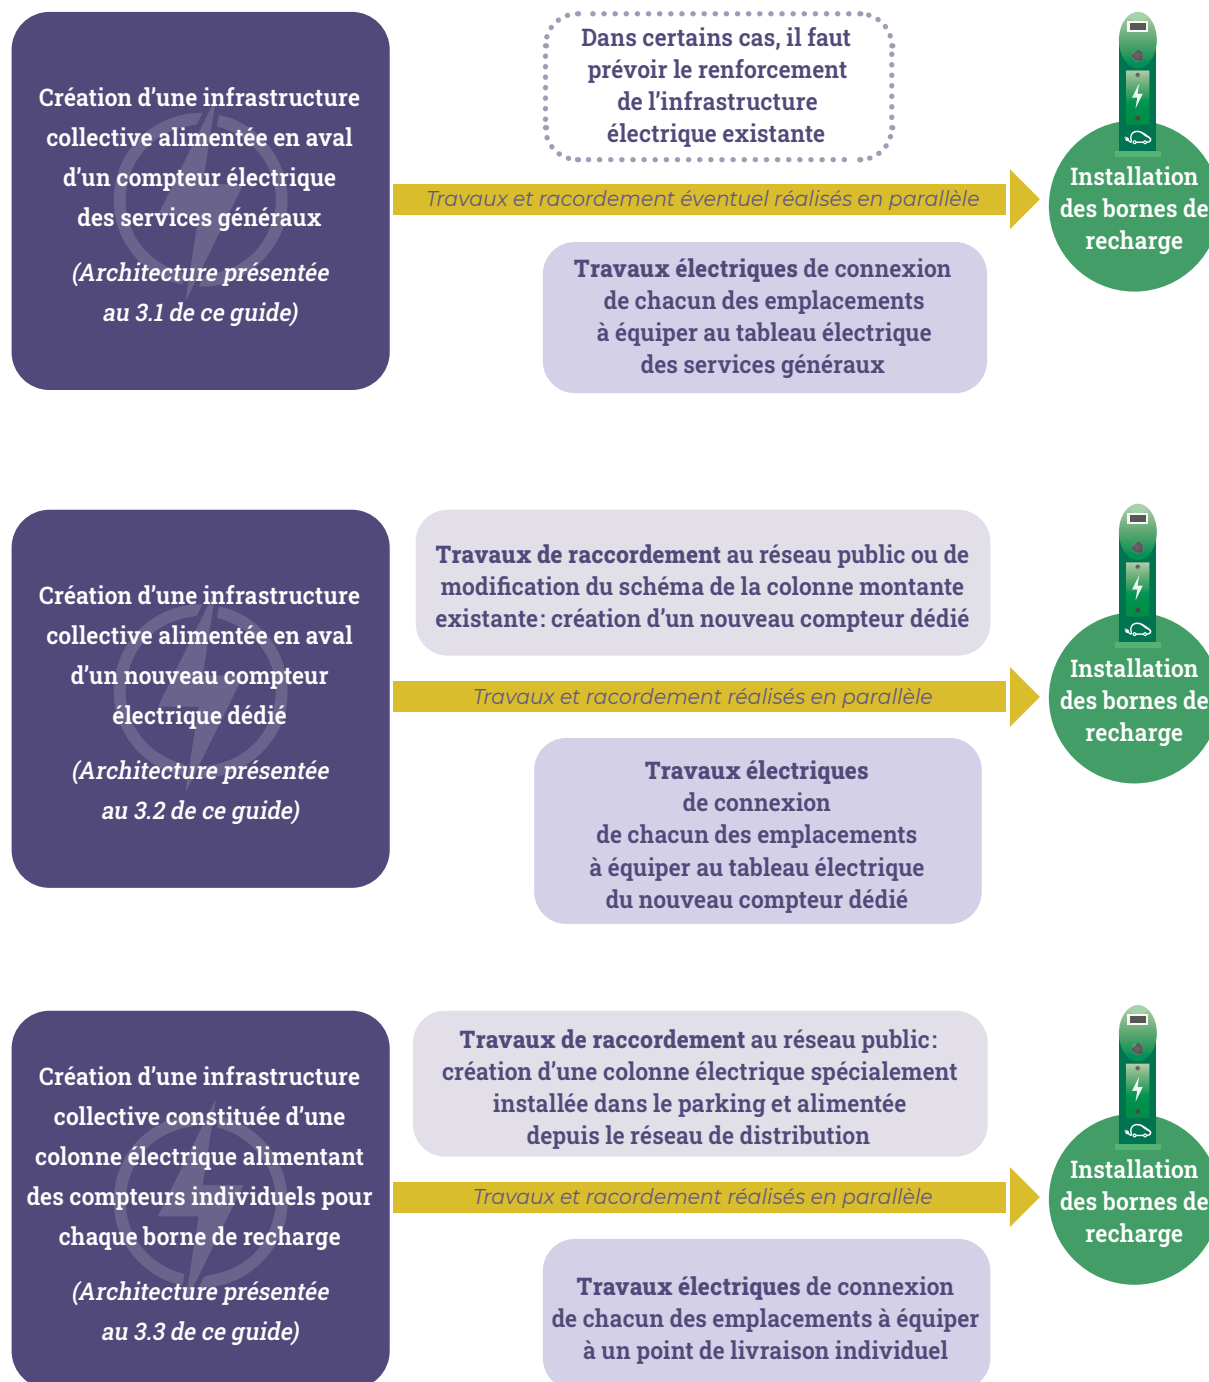 Création d’une infrastructure
collective alimentée en aval
d’un compteur électrique
des services généraux
(Architecture présentée
au 3.1 de ce guide)
Dans certains cas, il faut
prévoir le renforcement
de l’infrastructure
électrique existante
Travaux et racordement éventuel réalisés en parallèle
Travaux électriques de connexion
de chacun des emplacements
à équiper au tableau électrique
des services généraux
Installation
des bornes de
recharge
Création d’une infrastructure
collective alimentée en aval
d’un nouveau compteur
électrique dédié
(Architecture présentée
au 3.2 de ce guide)
Travaux de raccordement au réseau public ou de
modification du schéma de la colonne montante
existante : création d’un nouveau compteur dédié
Travaux et racordement réalisés en parallèle
Travaux électriques
de connexion
de chacun des emplacements
à équiper au tableau électrique
du nouveau compteur dédié
Installation
des bornes de
recharge
Création d’une infrastructure
collective constituée d’une
colonne électrique alimentant
des compteurs individuels pour
chaque borne de recharge
(Architecture présentée
au 3.3 de ce guide)
Travaux de raccordement au réseau public :
création d’une colonne électrique spécialement
installée dans le parking et alimentée
depuis le réseau de distribution
Travaux et racordement réalisés en parallèle
Travaux électriques de connexion
de chacun des emplacements à équiper
à un point de livraison individuel
Installation
des bornes de
recharge